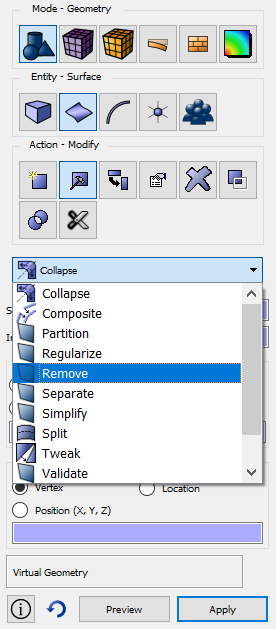 Mode - Geometry
Entity - Surface
Action - Modify
Collapse
Collapse
Composite
Partition
Regularize
Remove
Separate
Simplify
Split
Tweak
Validate
Vertex
Location
Position (X, Y, Z)
Virtual Geometry
Preview
Apply